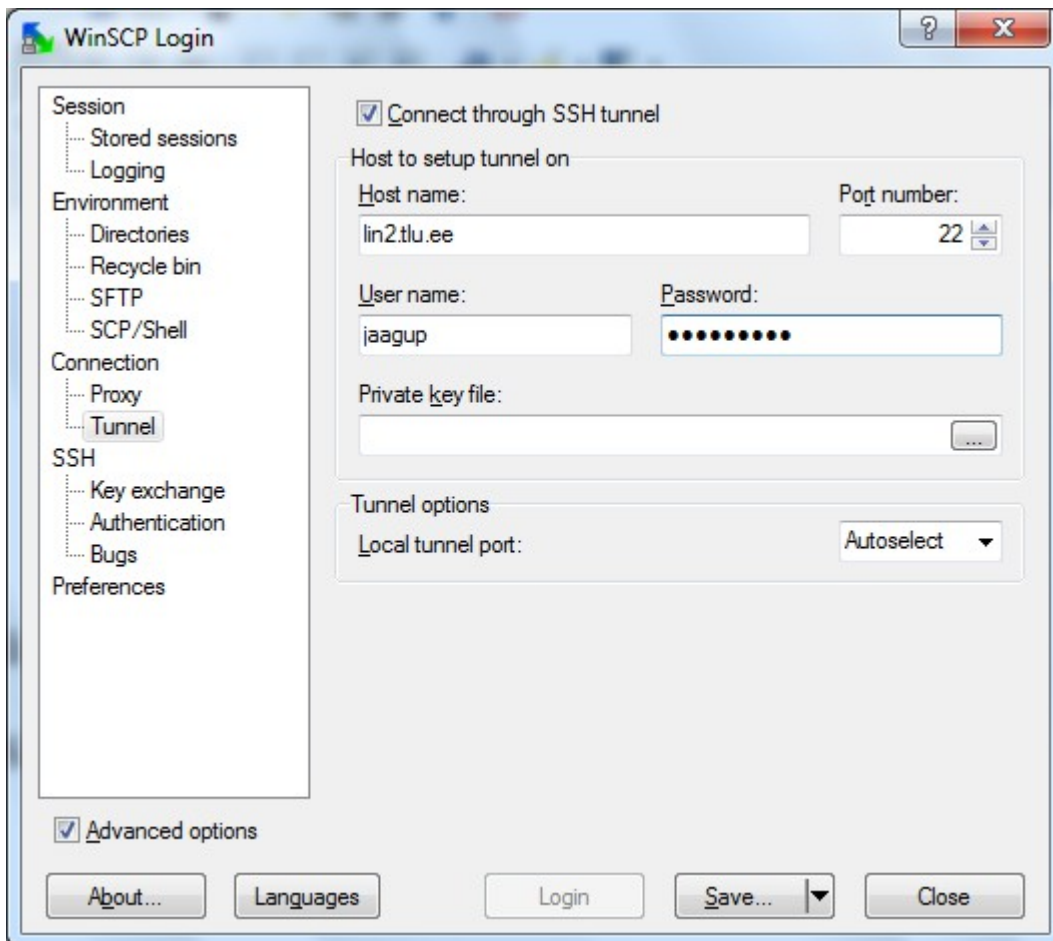 WinSCP Login
Session
Stored sessions
Logging
Environment
Directories
Recycle bin
SFTP
SCP/Shell
Connection
Proxy
Tunnel
SSH
Key exchange
Authentication
Bugs
Preferences
Connect through SSH tunnel
Host to setup tunnel on
Host name: Port number:
lin2.tlu.ee 22
User name: Password:
jaagup •••••••••
Private key file:
...
Tunnel options
Local tunnel port: Autoselect
Advanced options
About... Languages Login Save... Close